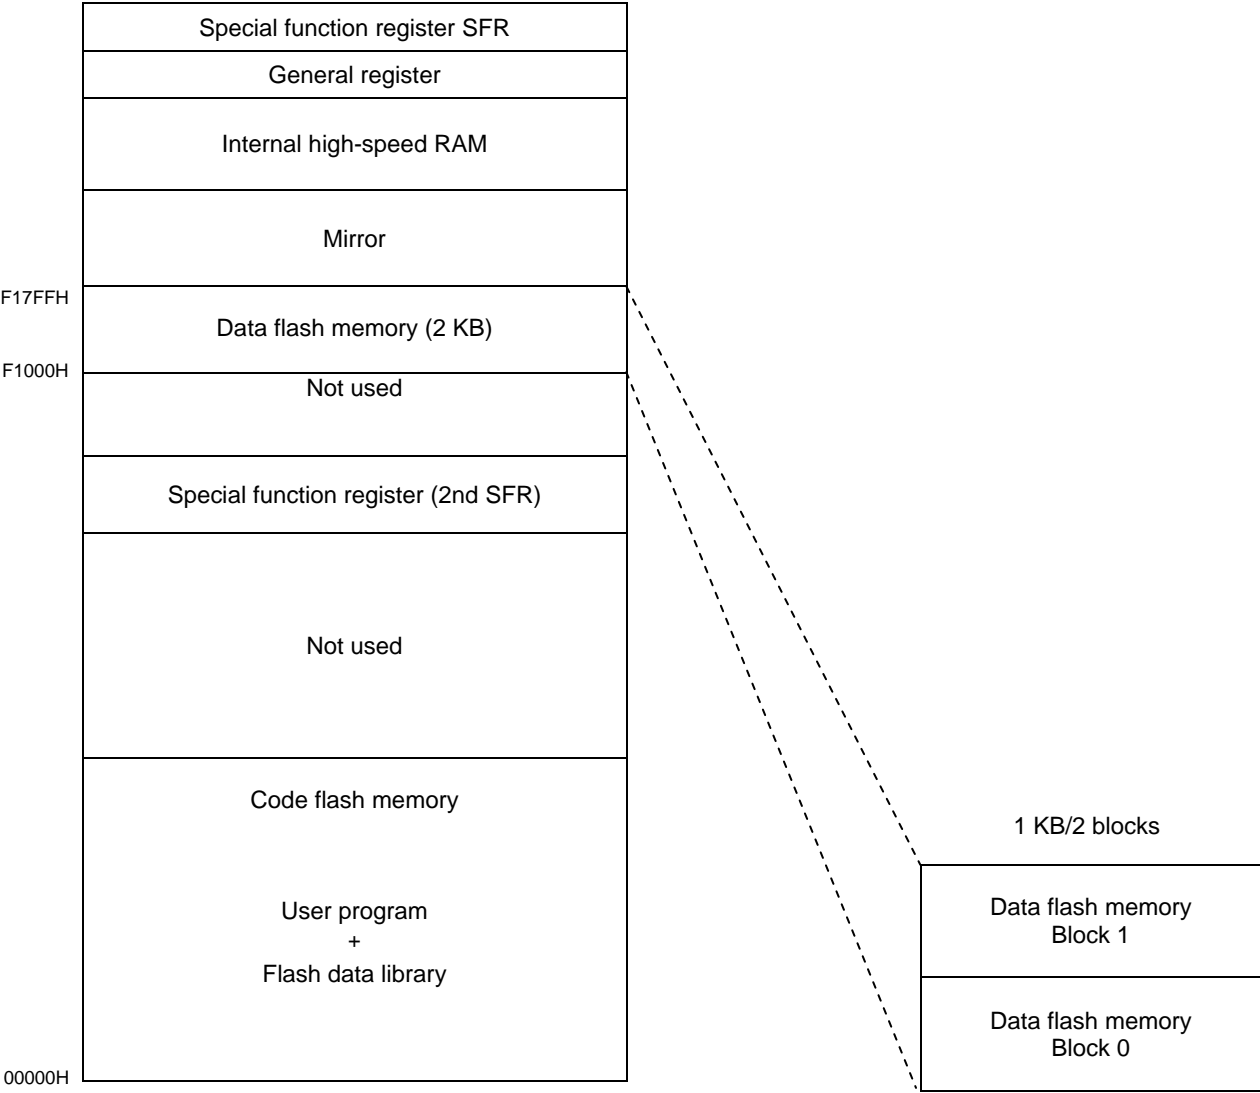 Special function register SFR
General register
Internal high-speed RAM
Mirror
F17FFH
Data flash memory (2 KB)
F1000H
Not used
Special function register (2nd SFR)
Not used
Code flash memory
User program
+
Flash data library
00000H
1 KB/2 blocks
Data flash memory
Block 1
Data flash memory
Block 0